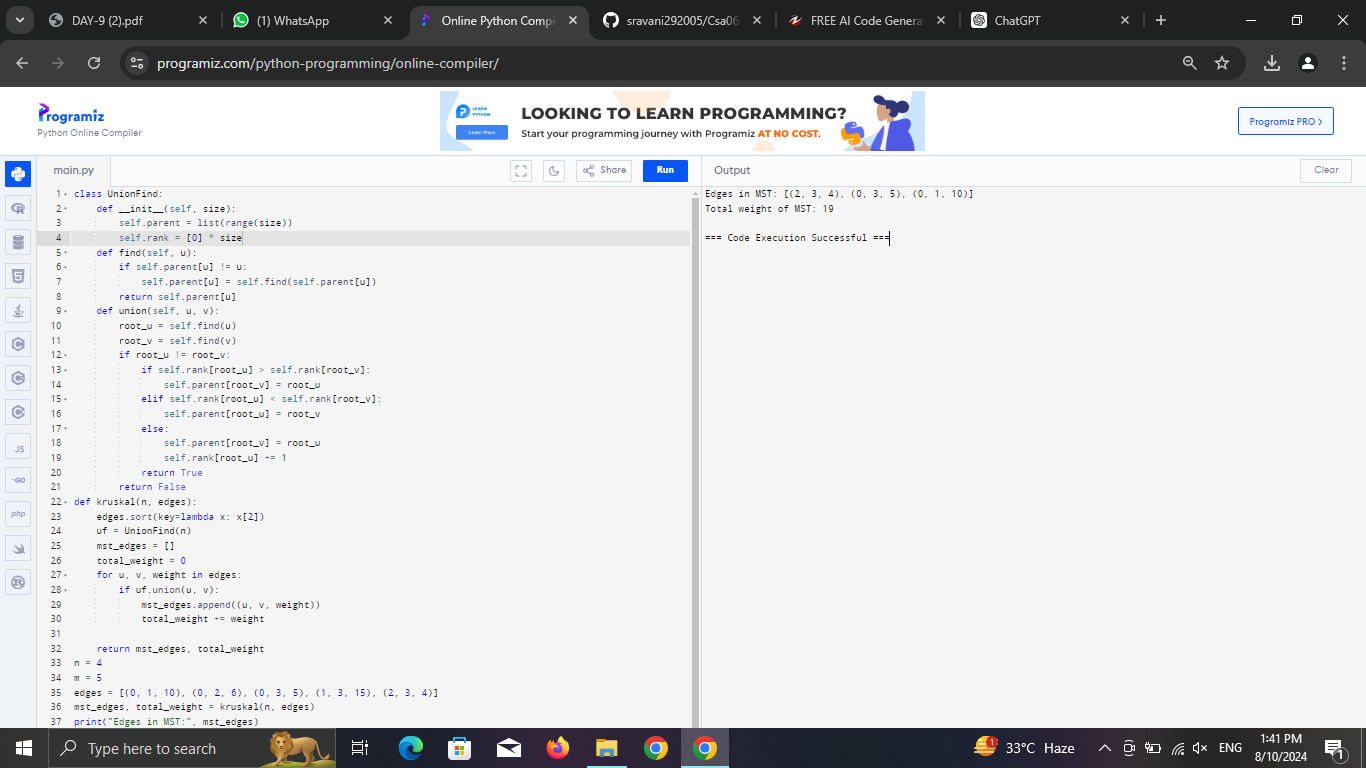 DAY-9 (2).pdf
(1) WhatsApp
Online Python Compi
sravani292005/Csa06
FREE AI Code Genera
ChatGPT
programiz.com/python-programming/online-compiler/
Programiz
Python Online Compiler
LEARN PYTHON
Learn More
LOOKING TO LEARN PROGRAMMING?
Start your programming journey with Programiz AT NO COST.
Programiz PRO >
main.py
Share
Run
Output
Clear
1 class UnionFind:
2     def __init__(self, size):
3         self.parent = list(range(size))
4         self.rank = [0] * size
5     def find(self, u):
6         if self.parent[u] != u:
7             self.parent[u] = self.find(self.parent[u])
8         return self.parent[u]
9     def union(self, u, v):
10         root_u = self.find(u)
11         root_v = self.find(v)
12         if root_u != root_v:
13             if self.rank[root_u] > self.rank[root_v]:
14                 self.parent[root_v] = root_u
15             elif self.rank[root_u] < self.rank[root_v]:
16                 self.parent[root_u] = root_v
17             else:
18                 self.parent[root_v] = root_u
19                 self.rank[root_u] += 1
20             return True
21         return False
22 def kruskal(n, edges):
23     edges.sort(key=lambda x: x[2])
24     uf = UnionFind(n)
25     mst_edges = []
26     total_weight = 0
27     for u, v, weight in edges:
28         if uf.union(u, v):
29             mst_edges.append((u, v, weight))
30             total_weight += weight
31
32     return mst_edges, total_weight
33 n = 4
34 m = 5
35 edges = [(0, 1, 10), (0, 2, 6), (0, 3, 5), (1, 3, 15), (2, 3, 4)]
36 mst_edges, total_weight = kruskal(n, edges)
37 print("Edges in MST:", mst_edges)
Edges in MST: [(2, 3, 4), (0, 3, 5), (0, 1, 10)]
Total weight of MST: 19
=== Code Execution Successful ===
JS
GO
php
Type here to search
1
33°C Haze
ENG
1:41 PM
8/10/2024
1